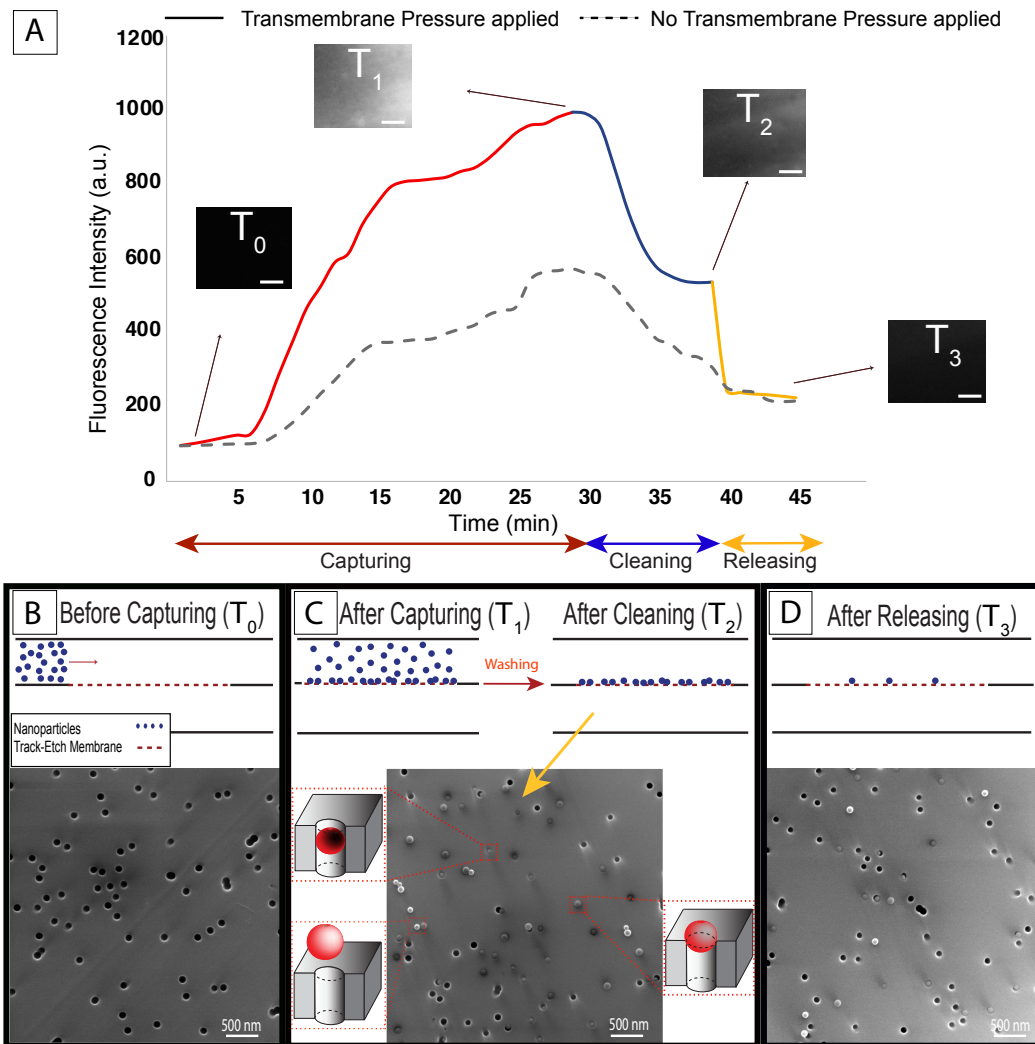 A
Transmembrane Pressure applied
No Transmembrane Pressure applied
Fluorescence Intensity (a.u.)
1200
1000
800
600
400
200
0
T0
T1
T2
T3
5 10 15 20 25 30 35 40 45
Time (min)
Capturing
Cleaning
Releasing
B
Before Capturing (T0)
Nanoparticles
Track-Etch Membrane
500 nm
C
After Capturing (T1)
Washing
After Cleaning (T2)
500 nm
D
After Releasing (T3)
500 nm